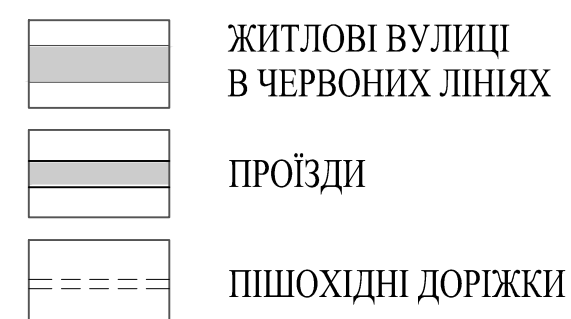 ЖИТЛОВІ ВУЛИЦІ
В ЧЕРВОНИХ ЛІНІЯХ
ПРОЇЗДИ
ПІШОХІДНІ ДОРІЖКИ